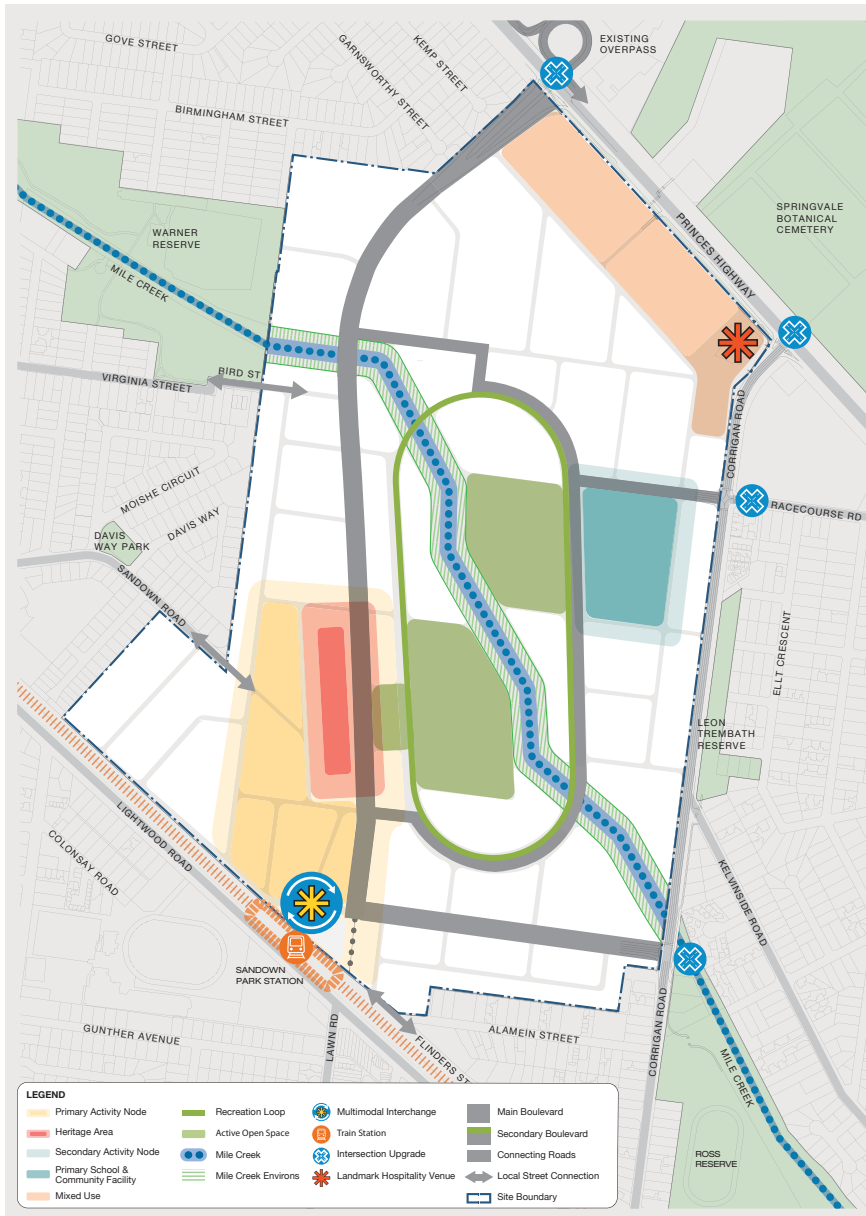 GOVE STREET
KEMP STREET
GARNSWORTHY STREET
EXISTING
OVERPASS
BIRMINGHAM STREET
WARNER
RESERVE
SPRINGVALE
BOTANICAL
CEMETERY
PRINCES HIGHWAY
MILE CREEK
BIRD ST
VIRGINIA STREET
CORRIGAN ROAD
MOISHE CIRCUIT
RACECOURSE RD
DAVIS WAY
DAVIS
WAY PARK
SANDOWN ROAD
ELLT CRESCENT
LEON
TREMBATH
RESERVE
LIGHTWOOD ROAD
COLONSAY ROAD
KELVINSIDE ROAD
SANDOWN
PARK STATION
GUNTHER AVENUE
LAWN RD
FLINDERS ST
ALAMEIN STREET
CORRIGAN ROAD
MILE CREEK
ROSS
RESERVE
LEGEND
Primary Activity Node
Heritage Area
Secondary Activity Node
Primary School &
Community Facility
Mixed Use
Recreation Loop
Active Open Space
Mile Creek
Mile Creek Environs
Multimodal Interchange
Train Station
Intersection Upgrade
Landmark Hospitality Venue
Main Boulevard
Secondary Boulevard
Connecting Roads
Local Street Connection
Site Boundary